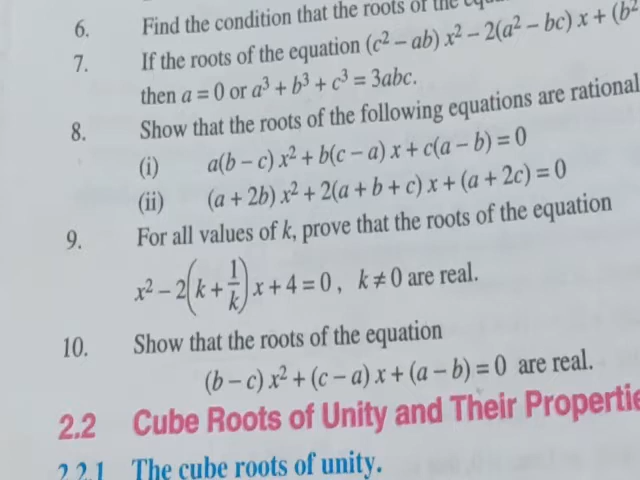 6. Find the condition that the roots of the
7. If the roots of the equation (c² – ab) x² – 2(a² – bc) x + (b²
then a = 0 or a³ + b³ + c³ = 3abc.
8. Show that the roots of the following equations are rational
(i) a(b – c) x² + b(c – a) x + c(a – b) = 0
(ii) (a + 2b) x² + 2(a + b + c) x + (a + 2c) = 0
9. For all values of k, prove that the roots of the equation
x² – 2(k + 1/k) x + 4 = 0 , k ≠ 0 are real.
10. Show that the roots of the equation
(b – c) x² + (c – a) x + (a – b) = 0 are real.
2.2 Cube Roots of Unity and Their Propertie
2.2.1 The cube roots of unity.